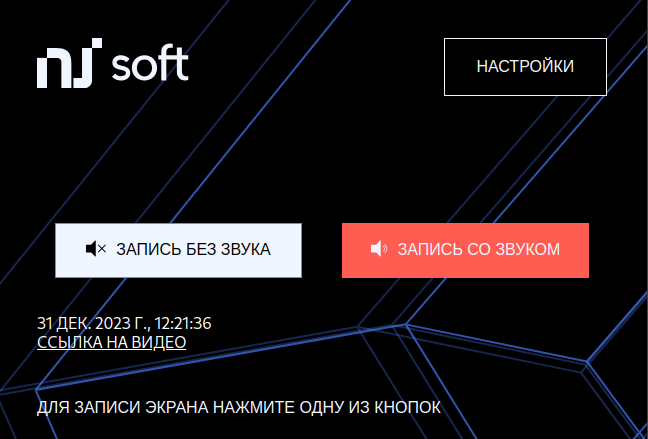 nj soft
НАСТРОЙКИ
ЗАПИСЬ БЕЗ ЗВУКА
ЗАПИСЬ СО ЗВУКОМ
31 ДЕК. 2023 Г., 12:21:36
ССЫЛКА НА ВИДЕО
ДЛЯ ЗАПИСИ ЭКРАНА НАЖМИТЕ ОДНУ ИЗ КНОПОК